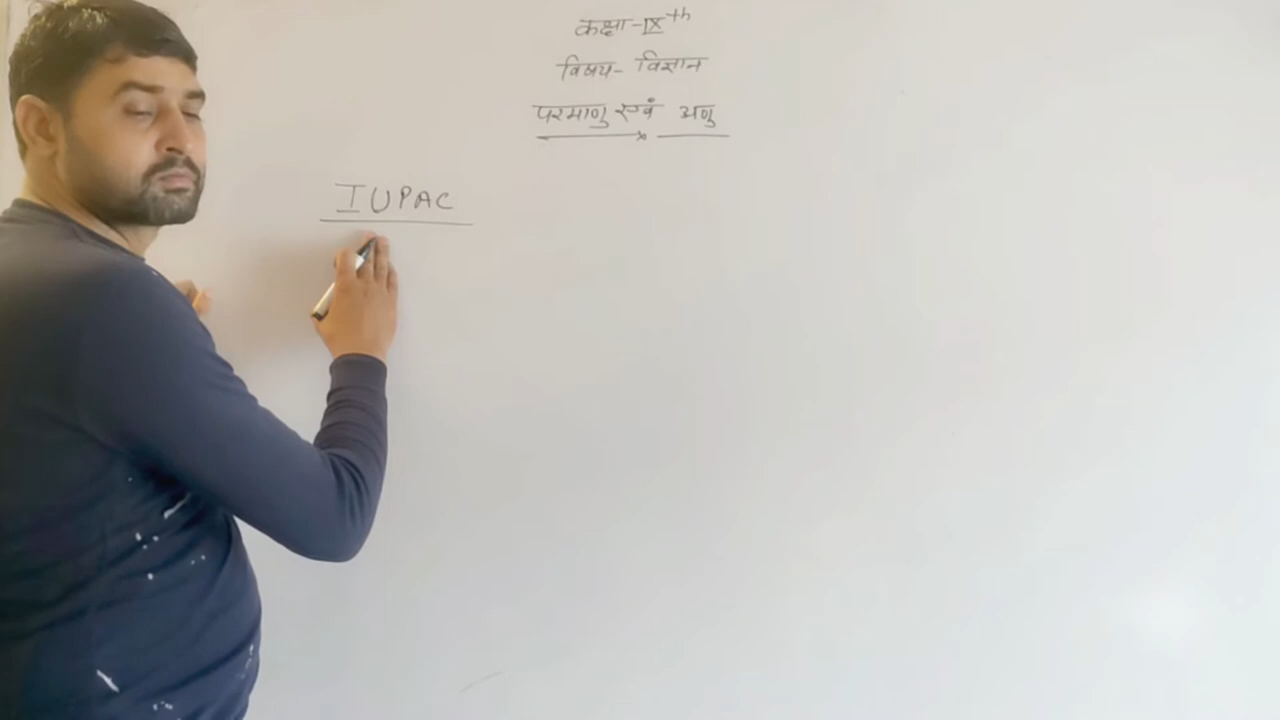 कक्षा-IXth
विषय- विज्ञान
परमाणु एवं अणु
IUPAC